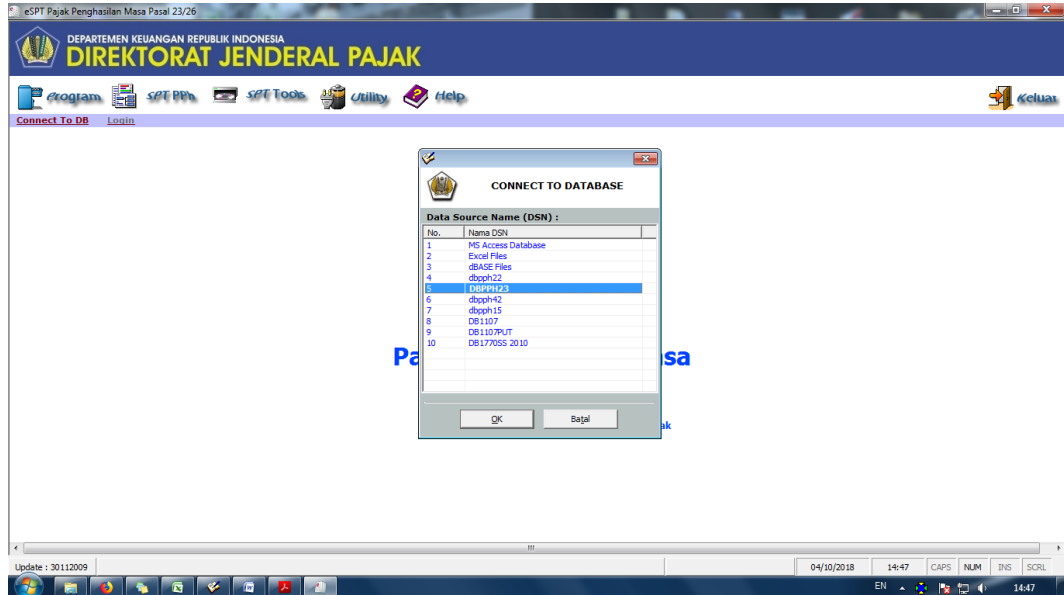 eSPT Pajak Penghasilan Masa Pasal 23/26
DEPARTEMEN KEUANGAN REPUBLIK INDONESIA
DIREKTORAT JENDERAL PAJAK
Program SPT PPh SPT Tools Utility Help Keluar
Connect To DB Login
CONNECT TO DATABASE
Data Source Name (DSN) :
No. Nama DSN
1 MS Access Database
2 Excel Files
3 dBASE Files
4 dbpph22
5 DBPPH23
6 dbpph42
7 dbpph15
8 DB1107
9 DB1107PUT
10 DB1770SS 2010
Pa sa
OK Batal
ak
Update : 30112009 04/10/2018 14:47 CAPS NUM INS SCRL
EN 14:47